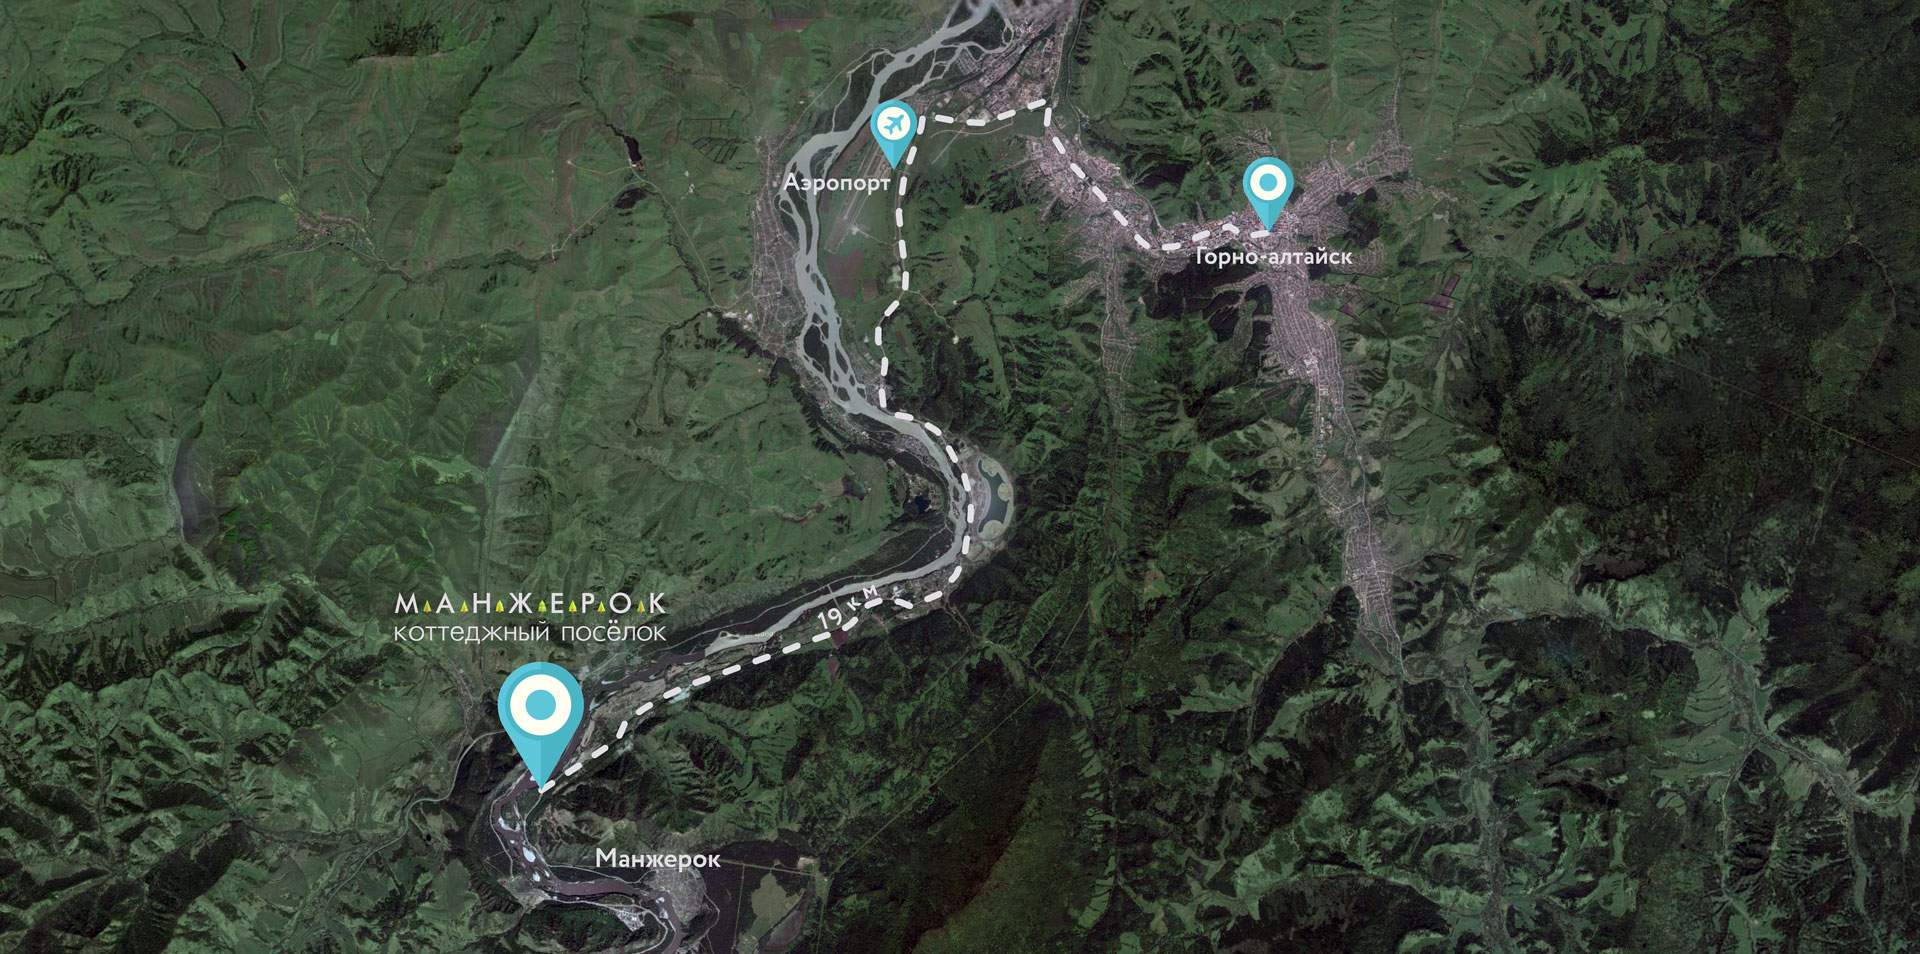 Аэропорт
Горно-алтайск
МАНЖЕРОК
коттеджный посёлок
19 км
Манжерок